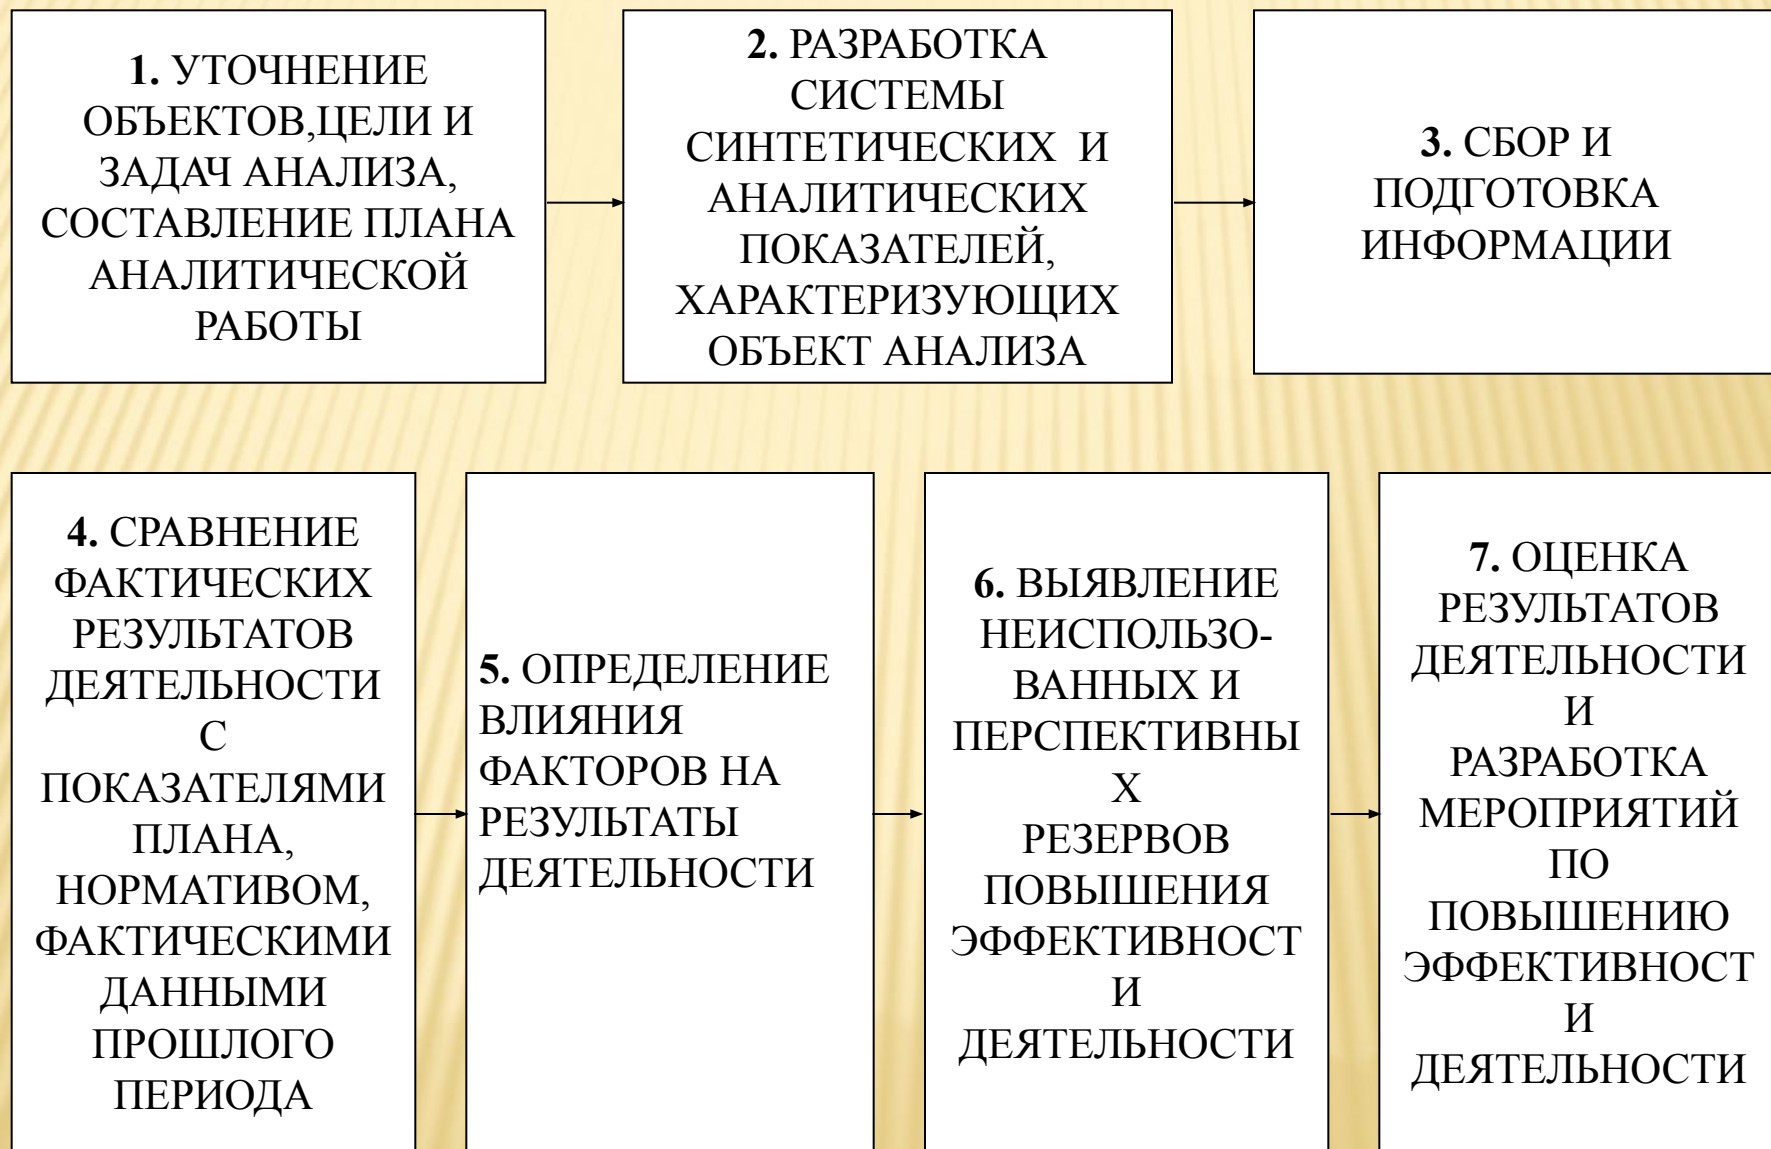 1. УТОЧНЕНИЕ
ОБЪЕКТОВ,ЦЕЛИ И
ЗАДАЧ АНАЛИЗА,
СОСТАВЛЕНИЕ ПЛАНА
АНАЛИТИЧЕСКОЙ
РАБОТЫ
2. РАЗРАБОТКА
СИСТЕМЫ
СИНТЕТИЧЕСКИХ И
АНАЛИТИЧЕСКИХ
ПОКАЗАТЕЛЕЙ,
ХАРАКТЕРИЗУЮЩИХ
ОБЪЕКТ АНАЛИЗА
3. СБОР И
ПОДГОТОВКА
ИНФОРМАЦИИ
4. СРАВНЕНИЕ
ФАКТИЧЕСКИХ
РЕЗУЛЬТАТОВ
ДЕЯТЕЛЬНОСТИ
С
ПОКАЗАТЕЛЯМИ
ПЛАНА,
НОРМАТИВОМ,
ФАКТИЧЕСКИМИ
ДАННЫМИ
ПРОШЛОГО
ПЕРИОДА
5. ОПРЕДЕЛЕНИЕ
ВЛИЯНИЯ
ФАКТОРОВ НА
РЕЗУЛЬТАТЫ
ДЕЯТЕЛЬНОСТИ
6. ВЫЯВЛЕНИЕ
НЕИСПОЛЬЗО-
ВАННЫХ И
ПЕРСПЕКТИВНЫ
Х
РЕЗЕРВОВ
ПОВЫШЕНИЯ
ЭФФЕКТИВНОСТ
И
ДЕЯТЕЛЬНОСТИ
7. ОЦЕНКА
РЕЗУЛЬТАТОВ
ДЕЯТЕЛЬНОСТИ
И
РАЗРАБОТКА
МЕРОПРИЯТИЙ
ПО
ПОВЫШЕНИЮ
ЭФФЕКТИВНОСТ
И
ДЕЯТЕЛЬНОСТИ